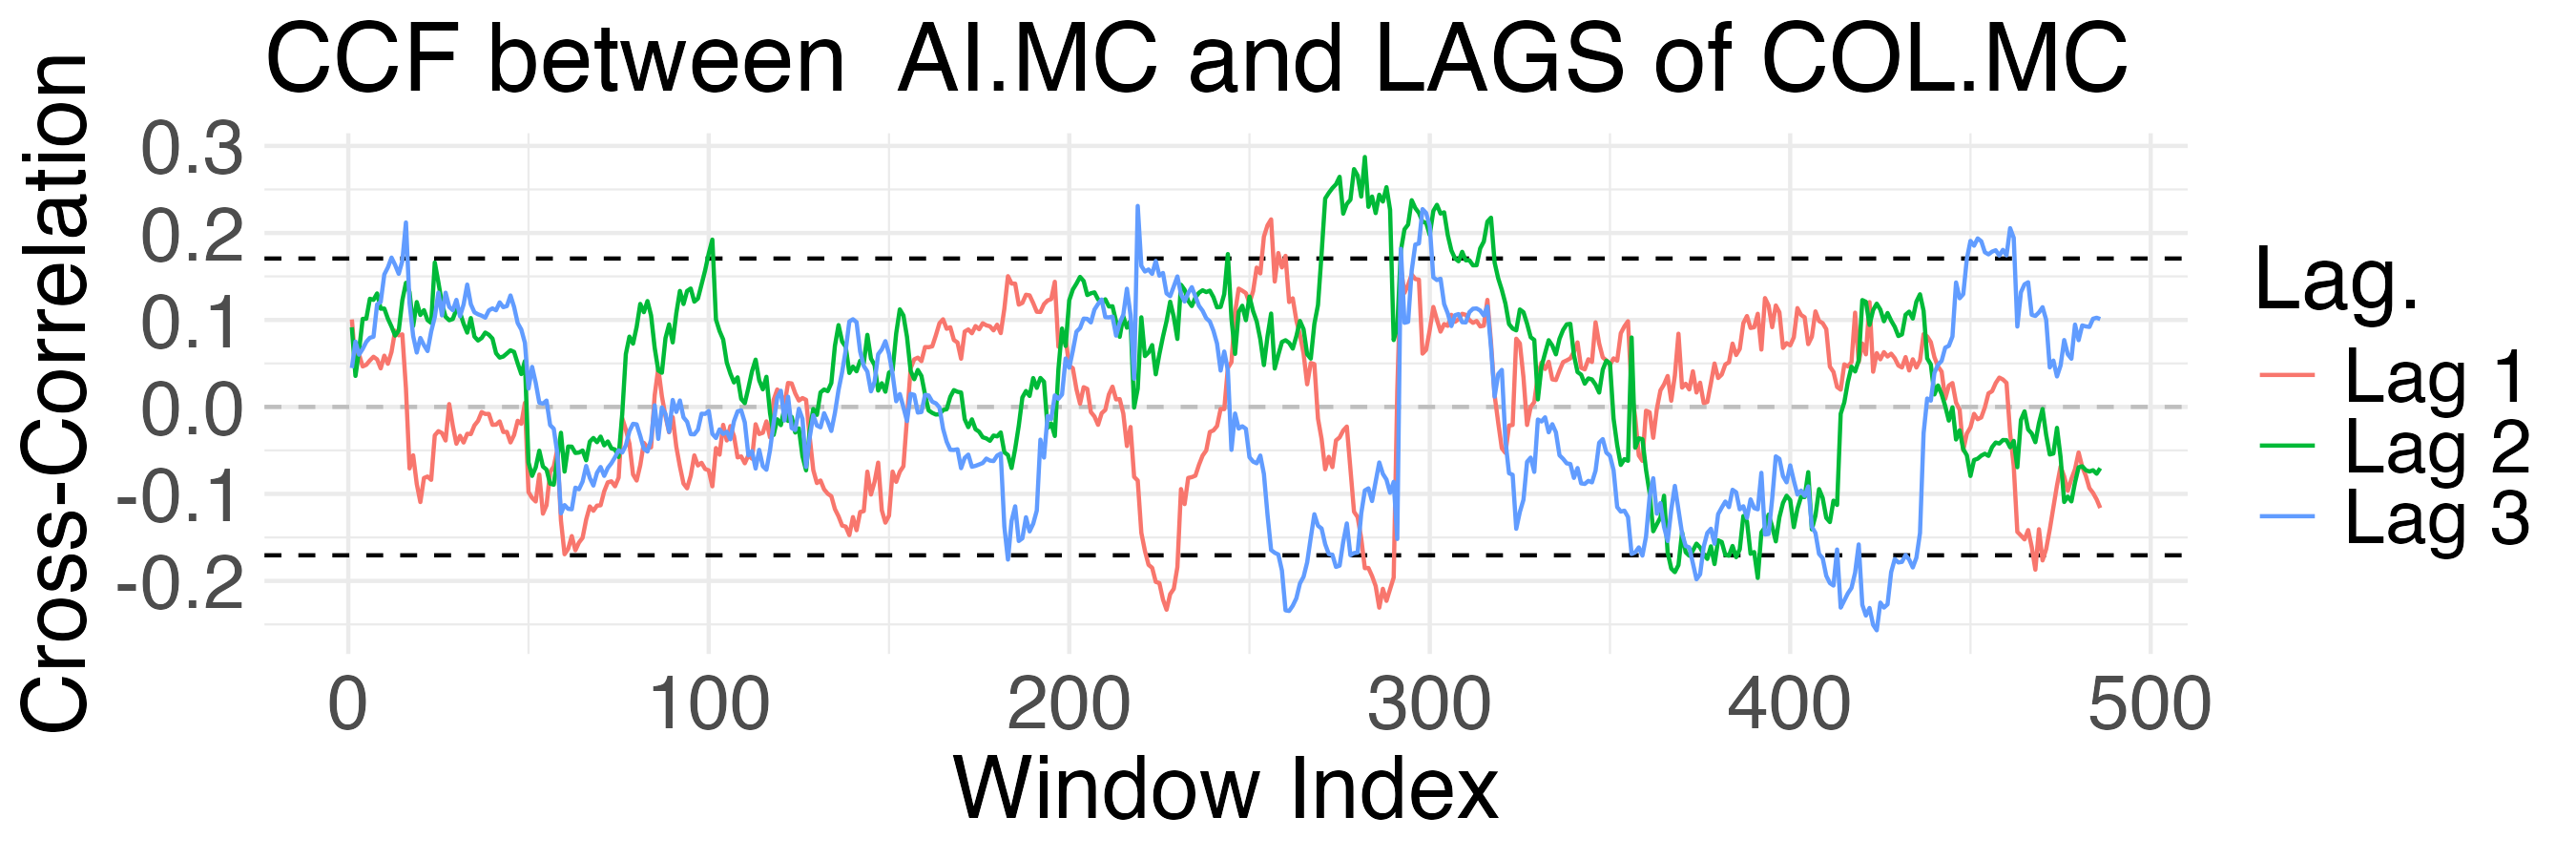 CCF between  AI.MC and LAGS of COL.MC
Cross-Correlation
0.3
0.2
0.1
0.0
-0.1
-0.2
0 100 200 300 400 500
Window Index
Lag.
Lag 1
Lag 2
Lag 3